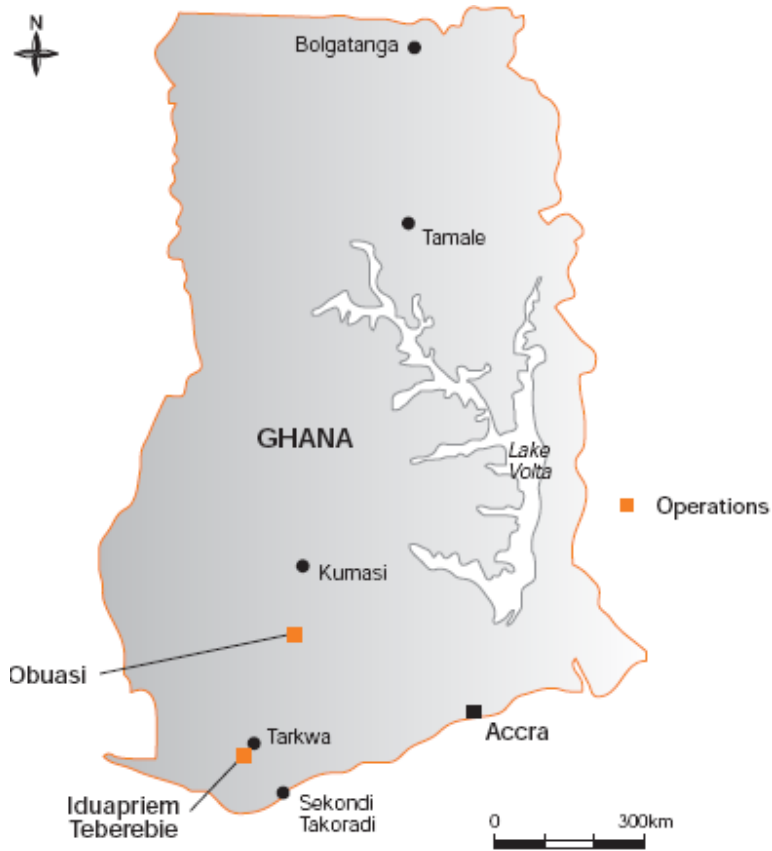 N
Bolgatanga
Tamale
GHANA
Lake
Volta
Operations
Kumasi
Obuasi
Accra
Tarkwa
Iduapriem
Teberebie
Sekondi
Takoradi
0 300km